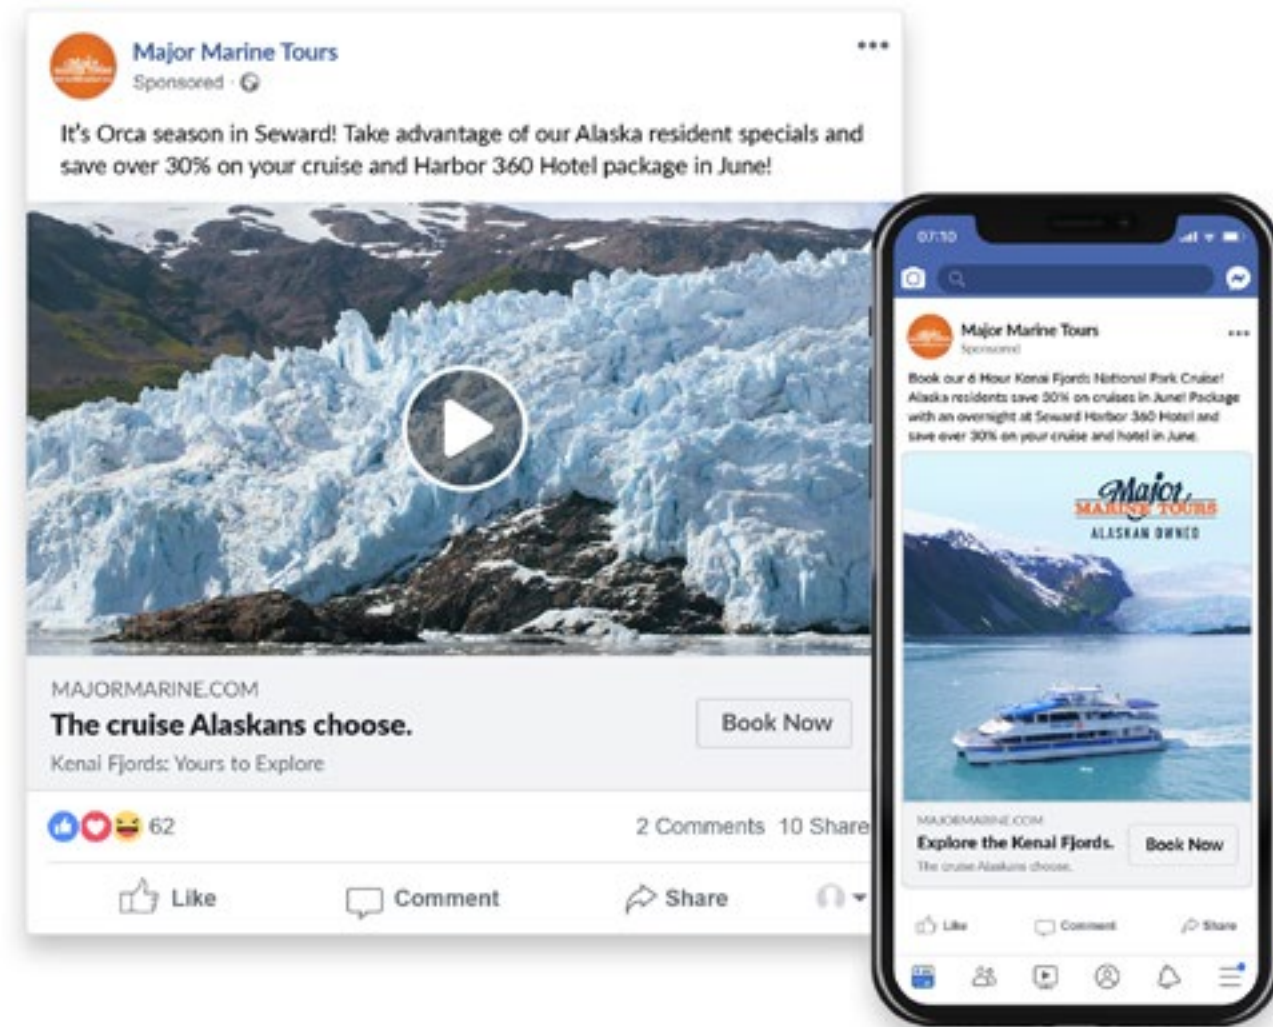 Major Marine Tours
Sponsored
It's Orca season in Seward! Take advantage of our Alaska resident specials and
save over 30% on your cruise and Harbor 360 Hotel package in June!
MAJORMARINE.COM
The cruise Alaskans choose.
Kenai Fjords: Yours to Explore
Book Now
62
2 Comments 10 Share
Like Comment Share
07:10
Major Marine Tours
Sponsored
Book our 6 Hour Kenai Fjords National Park Cruise!
Alaska residents save 30% on cruises in June! Package
with an overnight at Seward Harbor 360 Hotel and
save over 30% on your cruise and hotel in June.
Major
MARINE TOURS
ALASKAN OWNED
MAJORMARINE.COM
Explore the Kenai Fjords.
The cruise Alaskans choose.
Book Now
Like Comment Share